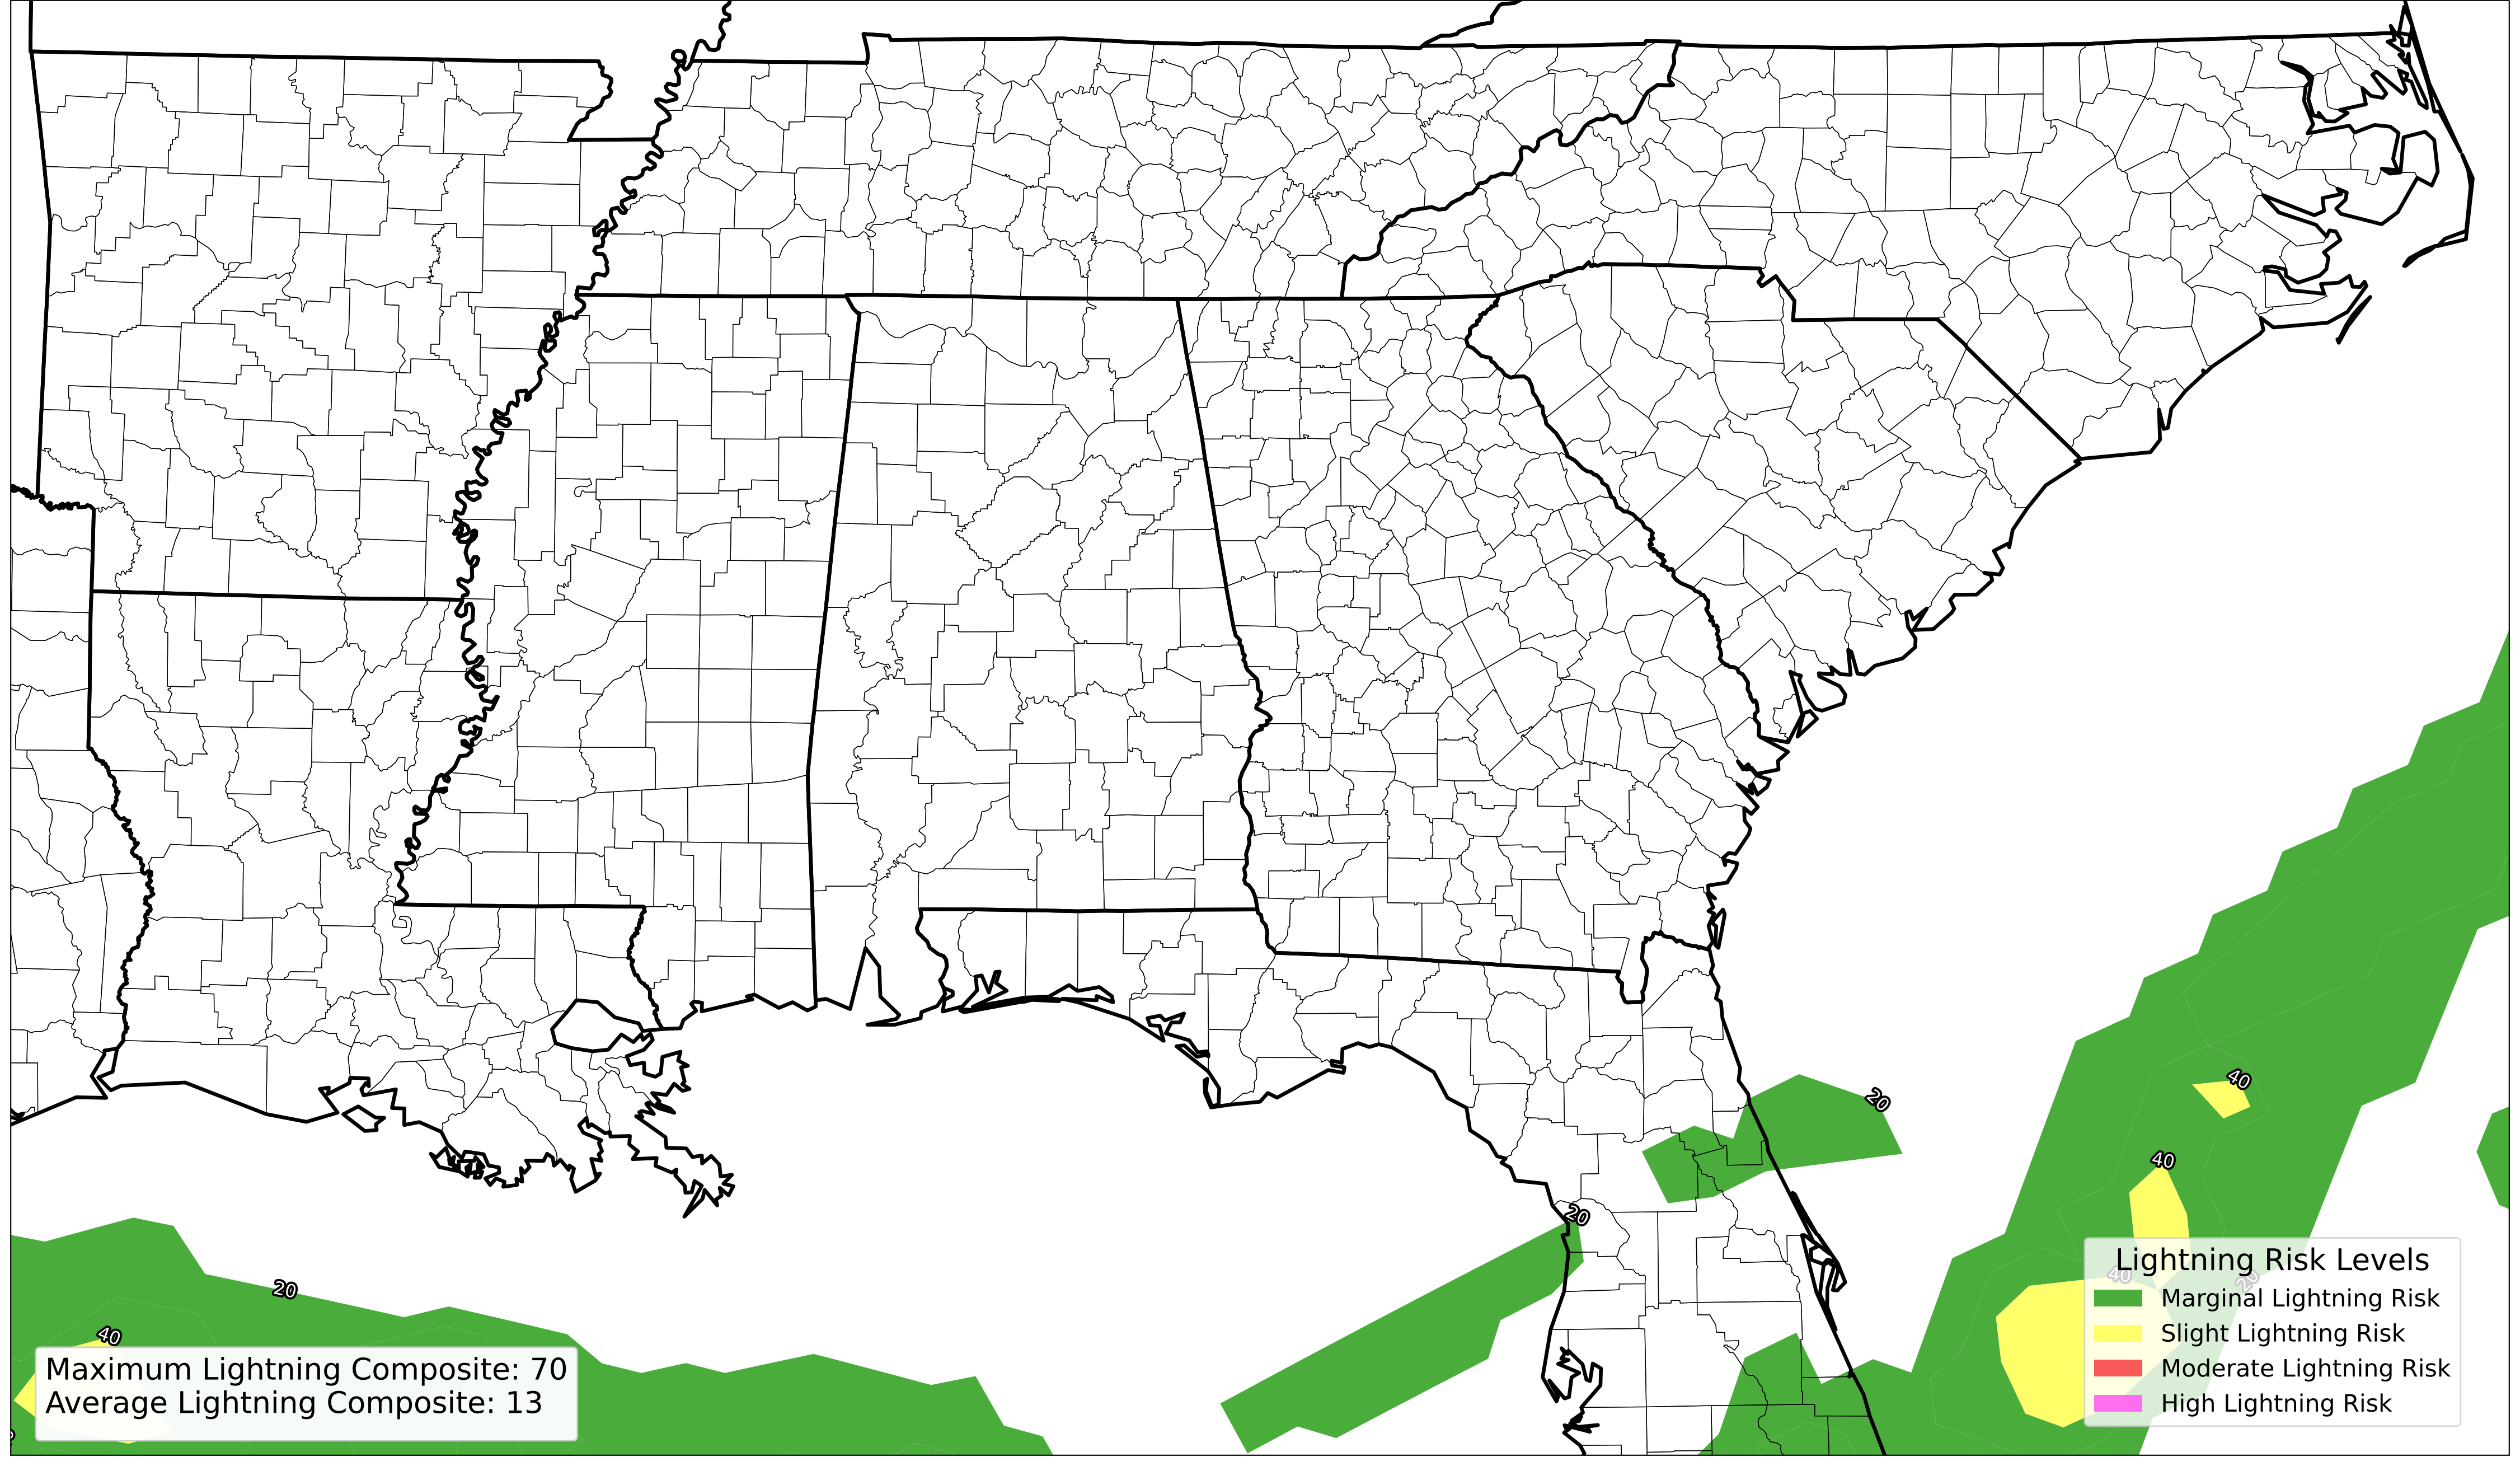 40
20
40
20
20
40
40
20
Lightning Risk Levels
Marginal Lightning Risk
Slight Lightning Risk
Moderate Lightning Risk
High Lightning Risk
Maximum Lightning Composite: 70
Average Lightning Composite: 13